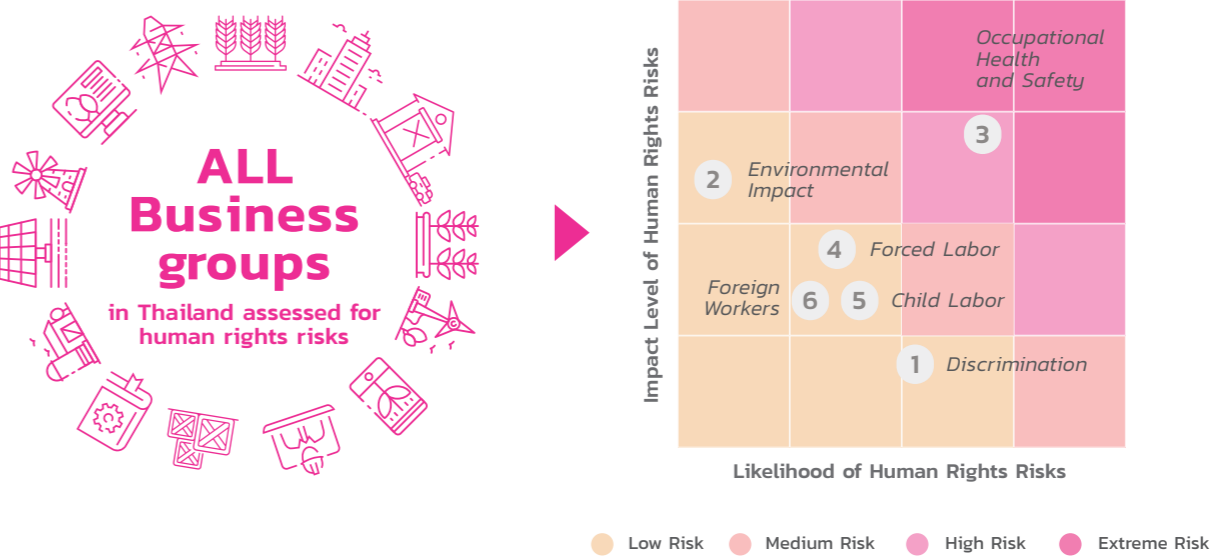 ALL
Business
groups
in Thailand assessed for
human rights risks
Impact Level of Human Rights Risks
Occupational
Health
and Safety
3
2
Environmental
Impact
4
Forced Labor
Foreign
Workers
6
5
Child Labor
1
Discrimination
Likelihood of Human Rights Risks
Low Risk
Medium Risk
High Risk
Extreme Risk